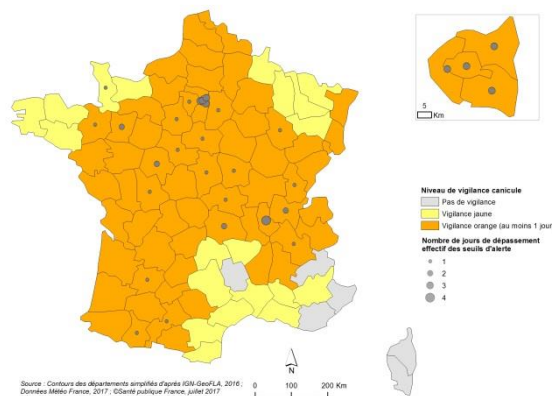 5
Km
Niveau de vigilance canicule
Pas de vigilance
Vigilance jaune
Vigilance orange (au moins 1 jour
Nombre de jours de dépassement
effectif des seuils d'alerte
1
2
3
4
N
Source : Contours des départements simplifiés d'après IGN-GeoFLA, 2016 ;
Données Météo France, 2017 ; ©Santé publique France, juillet 2017
0 100 200 Km